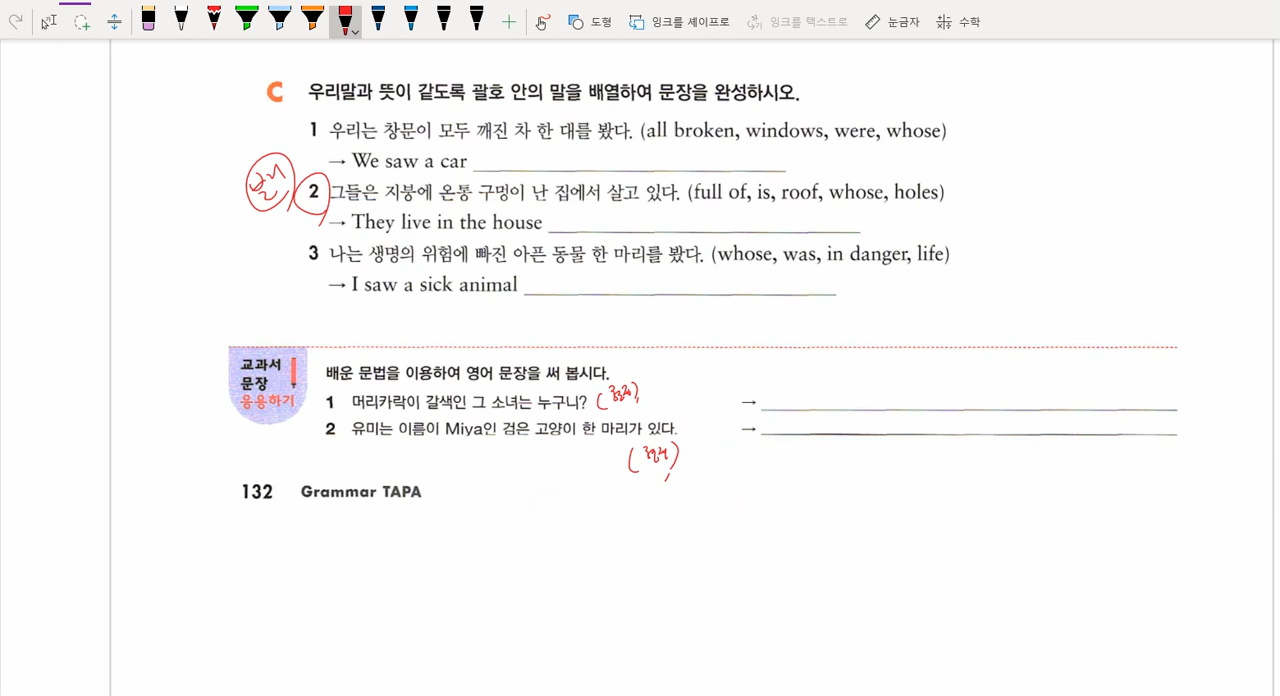 도형
잉크를 셰이프로
잉크를 텍스트로
눈금자
수학
C 우리말과 뜻이 같도록 괄호 안의 말을 배열하여 문장을 완성하시오.
1 우리는 창문이 모두 깨진 차 한 대를 봤다. (all broken, windows, were, whose)
→ We saw a car
2 그들은 지붕에 온통 구멍이 난 집에서 살고 있다. (full of, is, roof, whose, holes)
→ They live in the house
3 나는 생명의 위험에 빠진 아픈 동물 한 마리를 봤다. (whose, was, in danger, life)
→ I saw a sick animal
교과서
문장
응용하기
배운 문법을 이용하여 영어 문장을 써 봅시다.
1 머리카락이 갈색인 그 소녀는 누구니? →
2 유미는 이름이 Miya인 검은 고양이 한 마리가 있다. →
132 Grammar TAPA